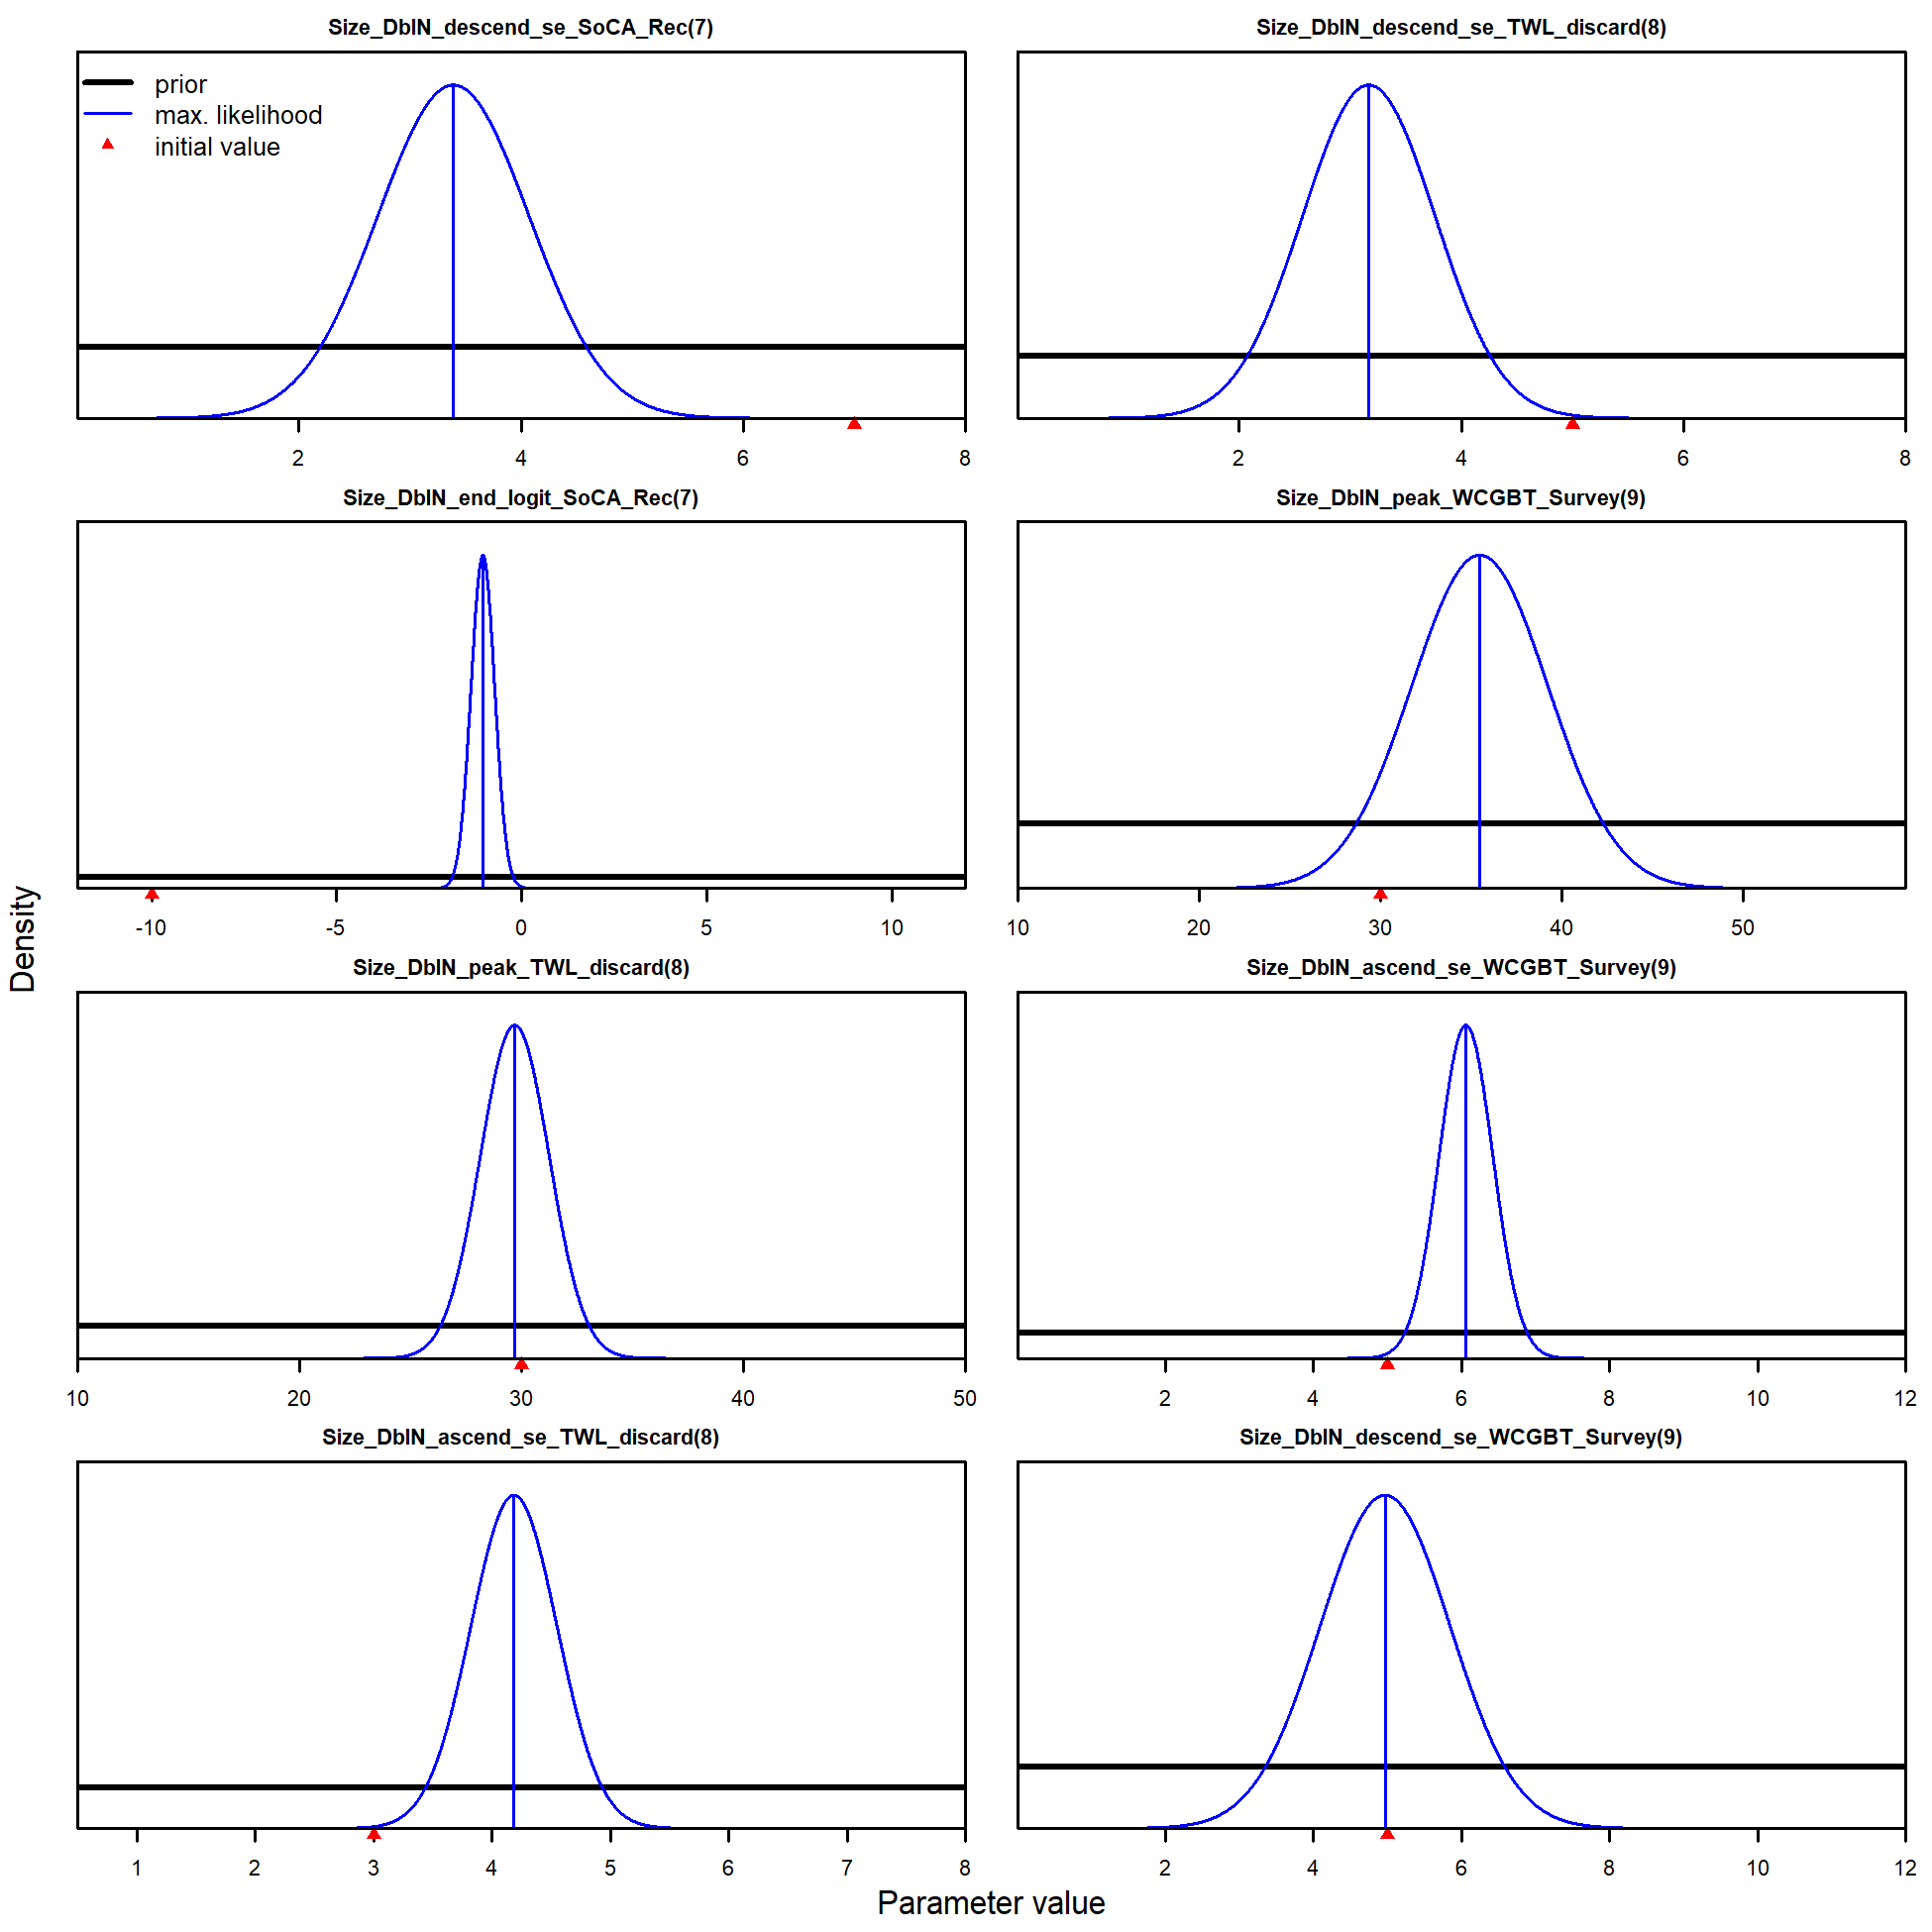 Size_DblN_descend_se_SoCA_Rec(7)
prior
max. likelihood
initial value
2 4 6 8
Size_DblN_descend_se_TWL_discard(8)
2 4 6 8
Size_DblN_end_logit_SoCA_Rec(7)
-10 -5 0 5 10
Size_DblN_peak_WCGBT_Survey(9)
10 20 30 40 50
Size_DblN_peak_TWL_discard(8)
10 20 30 40 50
Size_DblN_ascend_se_WCGBT_Survey(9)
2 4 6 8 10 12
Size_DblN_ascend_se_TWL_discard(8)
1 2 3 4 5 6 7 8
Size_DblN_descend_se_WCGBT_Survey(9)
2 4 6 8 10 12
Density
Parameter value